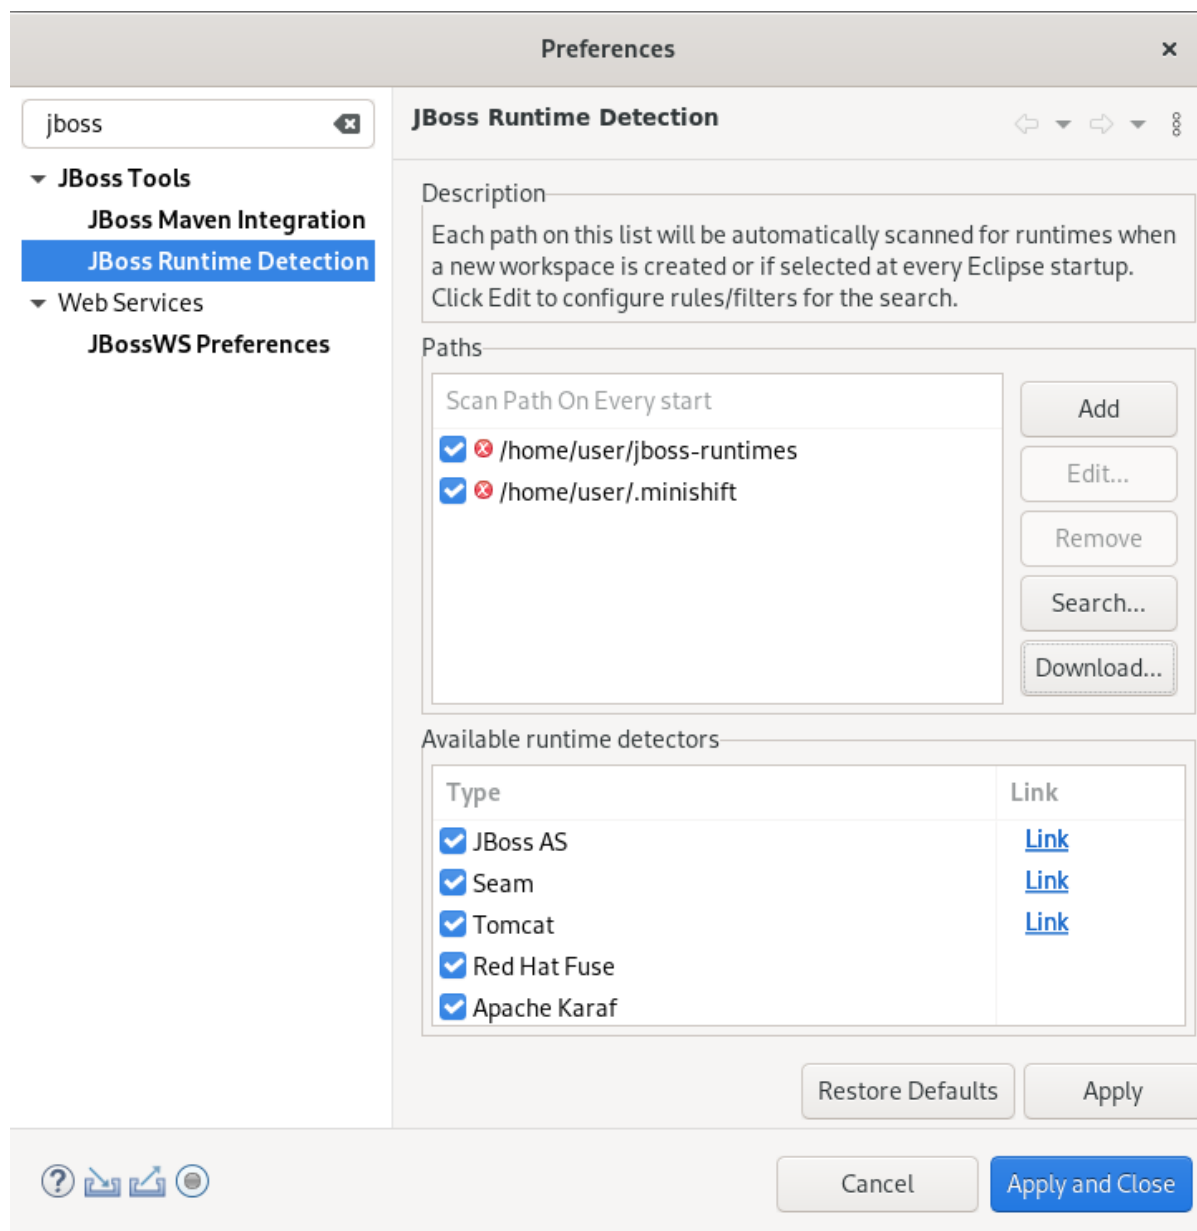 Preferences
jboss
JBoss Runtime Detection
JBoss Tools
JBoss Maven Integration
JBoss Runtime Detection
Web Services
JBossWS Preferences
Description
Each path on this list will be automatically scanned for runtimes when
a new workspace is created or if selected at every Eclipse startup.
Click Edit to configure rules/filters for the search.
Paths
Scan Path On Every start
/home/user/jboss-runtimes
/home/user/.minishift
Add
Edit...
Remove
Search...
Download...
Available runtime detectors
Type Link
JBoss AS Link
Seam Link
Tomcat Link
Red Hat Fuse
Apache Karaf
Restore Defaults Apply
Cancel Apply and Close